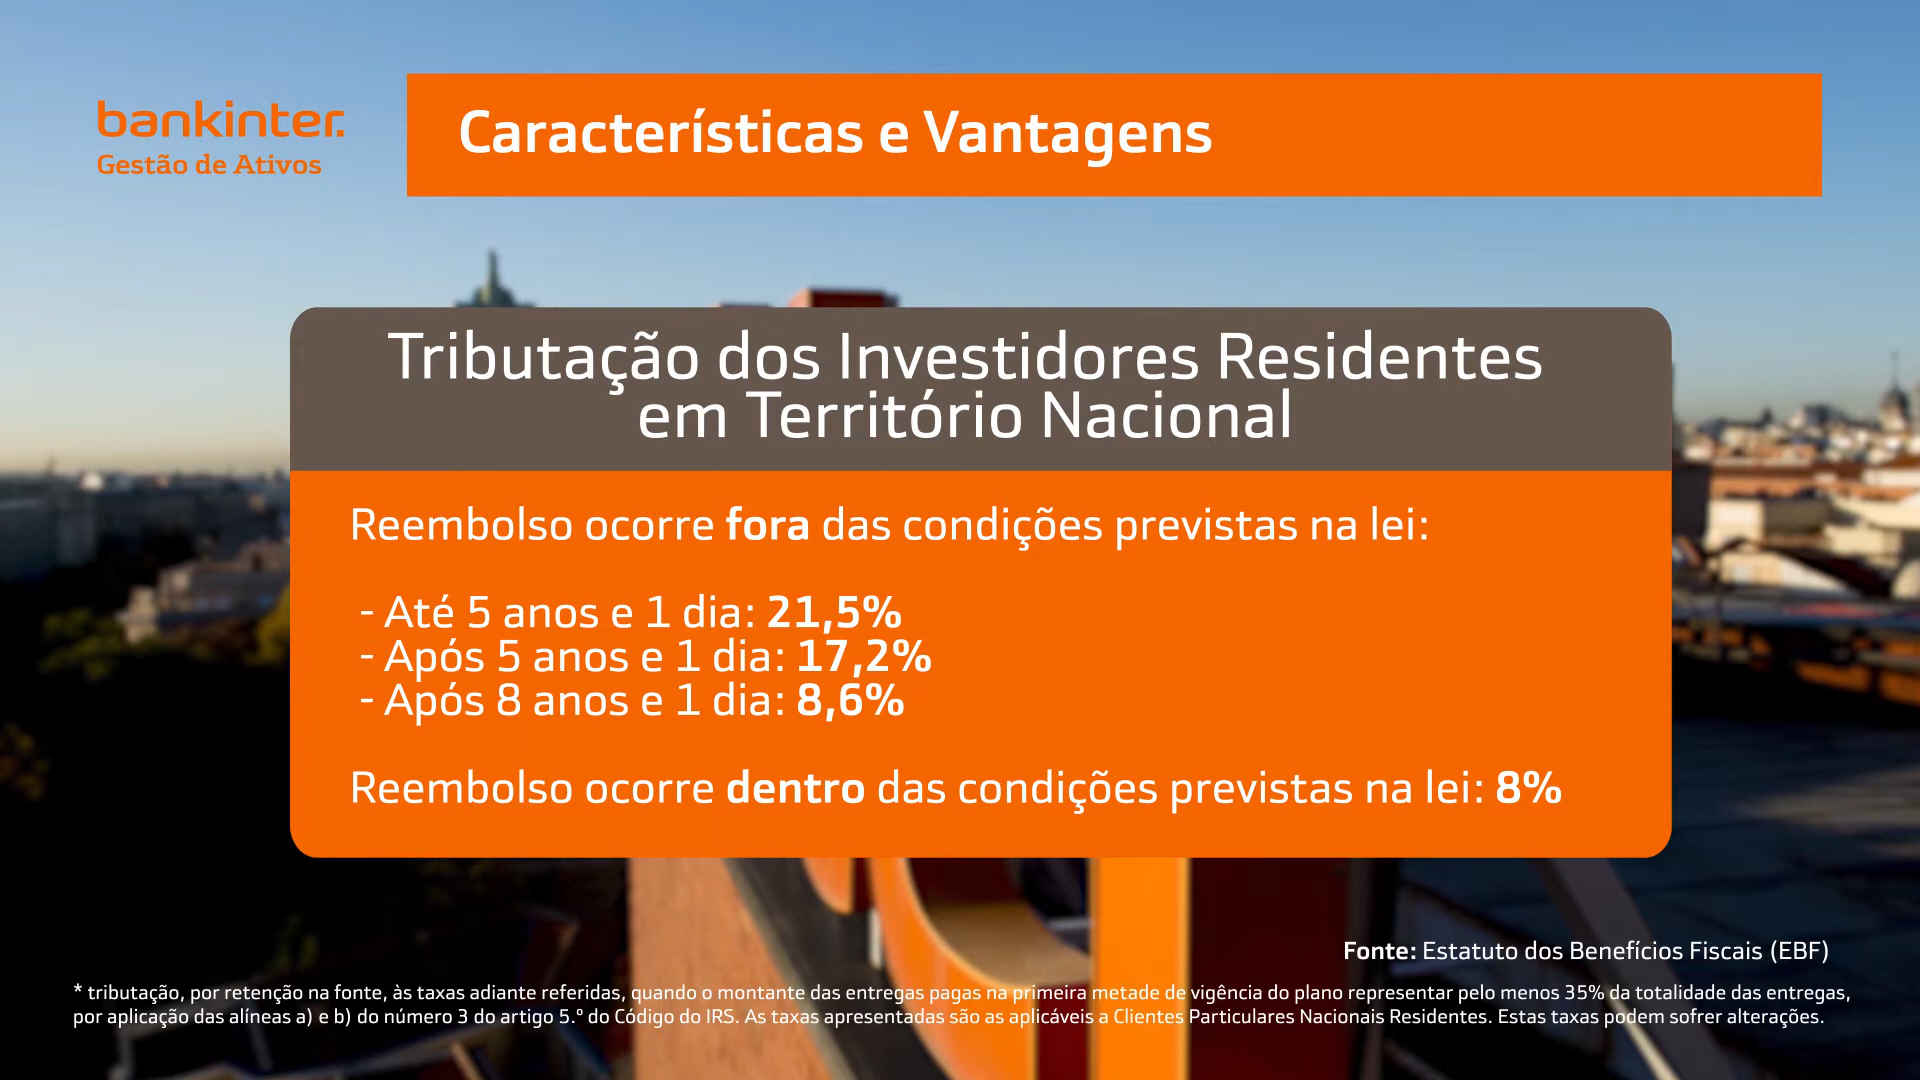 bankinter.
Gestão de Ativos
Características e Vantagens
Tributação dos Investidores Residentes
em Território Nacional
Reembolso ocorre fora das condições previstas na lei:
- Até 5 anos e 1 dia: 21,5%
- Após 5 anos e 1 dia: 17,2%
- Após 8 anos e 1 dia: 8,6%
Reembolso ocorre dentro das condições previstas na lei: 8%
Fonte: Estatuto dos Benefícios Fiscais (EBF)
* tributação, por retenção na fonte, às taxas adiante referidas, quando o montante das entregas pagas na primeira metade de vigência do plano representar pelo menos 35% da totalidade das entregas,
por aplicação das alíneas a) e b) do número 3 do artigo 5.º do Código do IRS. As taxas apresentadas são as aplicáveis a Clientes Particulares Nacionais Residentes. Estas taxas podem sofrer alterações.